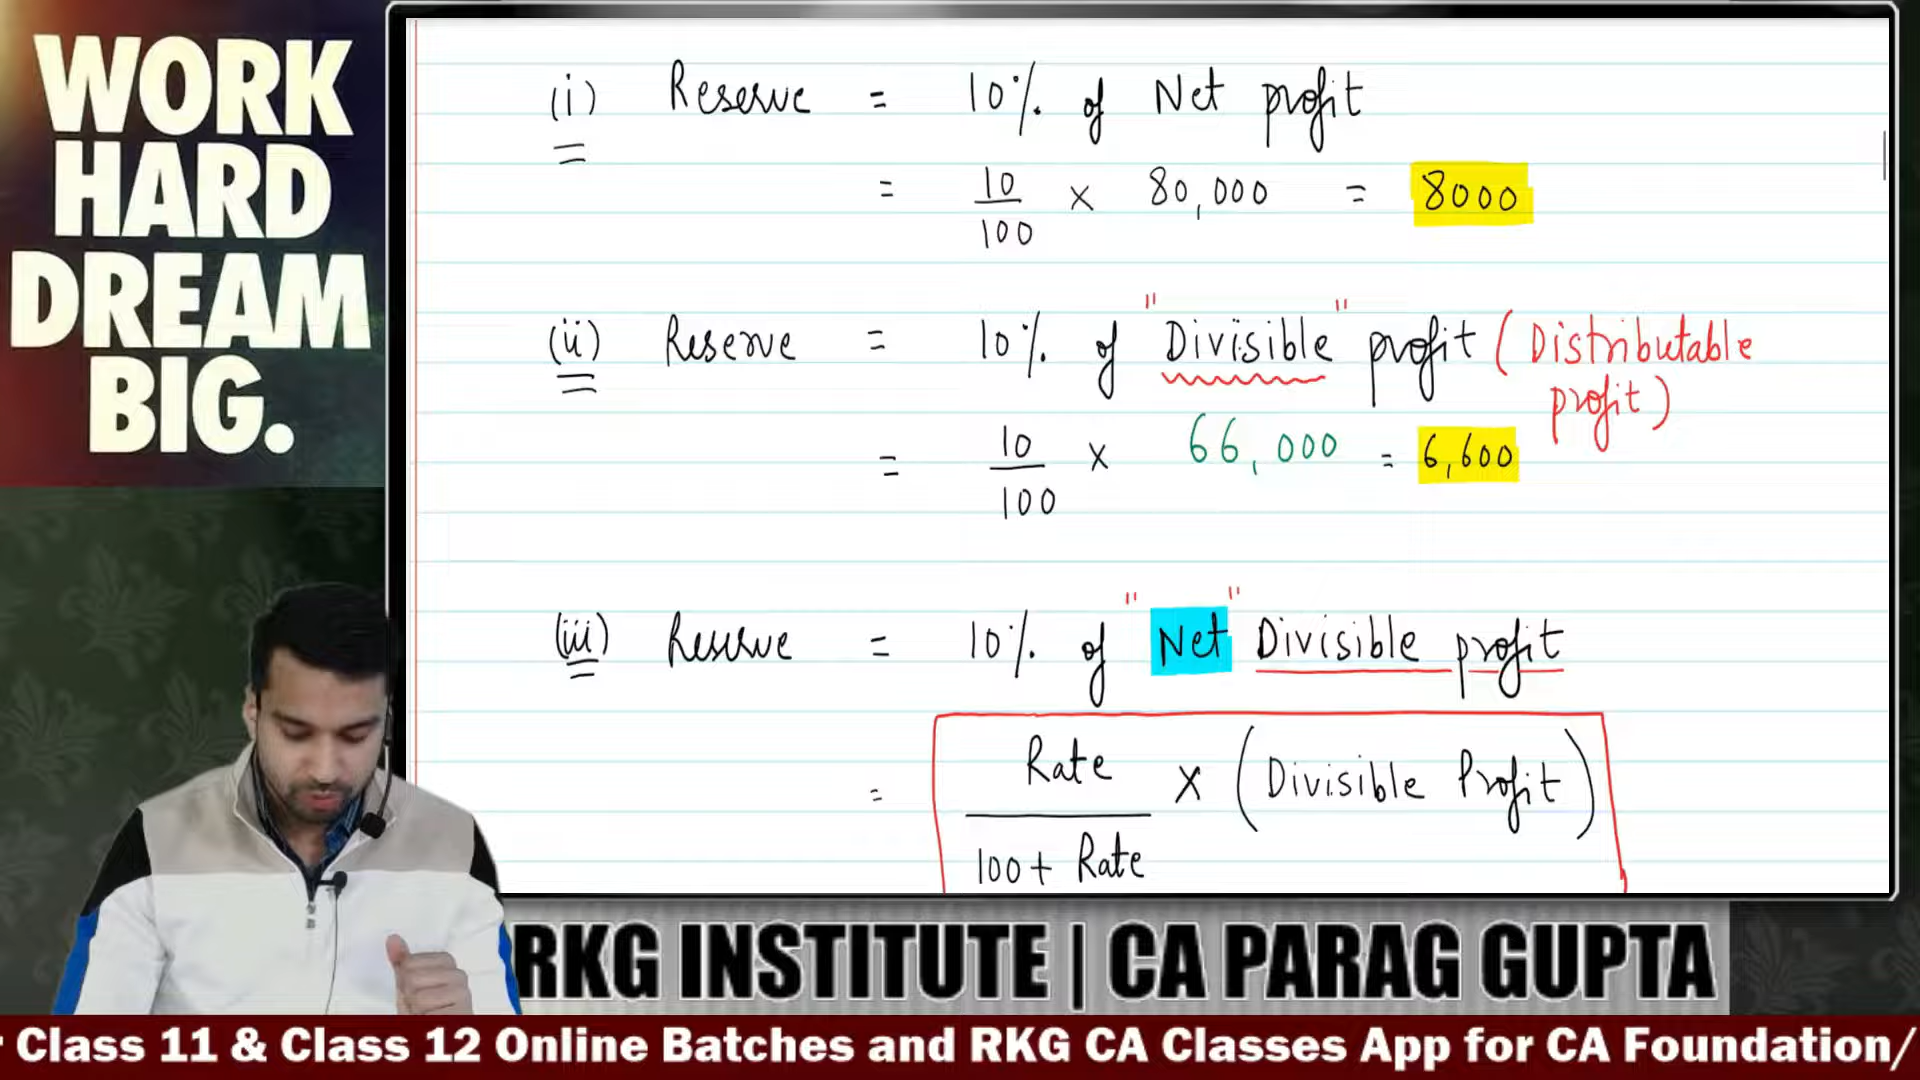 WORK
HARD
DREAM
BIG.
(i) Reserve = 10% of Net profit
= 10/100 × 80,000 = 8000
(ii) Reserve = 10% of "Divisible" profit (Distributable
profit)
= 10/100 × 66,000 = 6,600
(iii) Reserve = 10% of "Net" Divisible profit
= Rate/100+ Rate × (Divisible Profit)
RKG INSTITUTE | CA PARAG GUPTA
Class 11 & Class 12 Online Batches and RKG CA Classes App for CA Foundation/